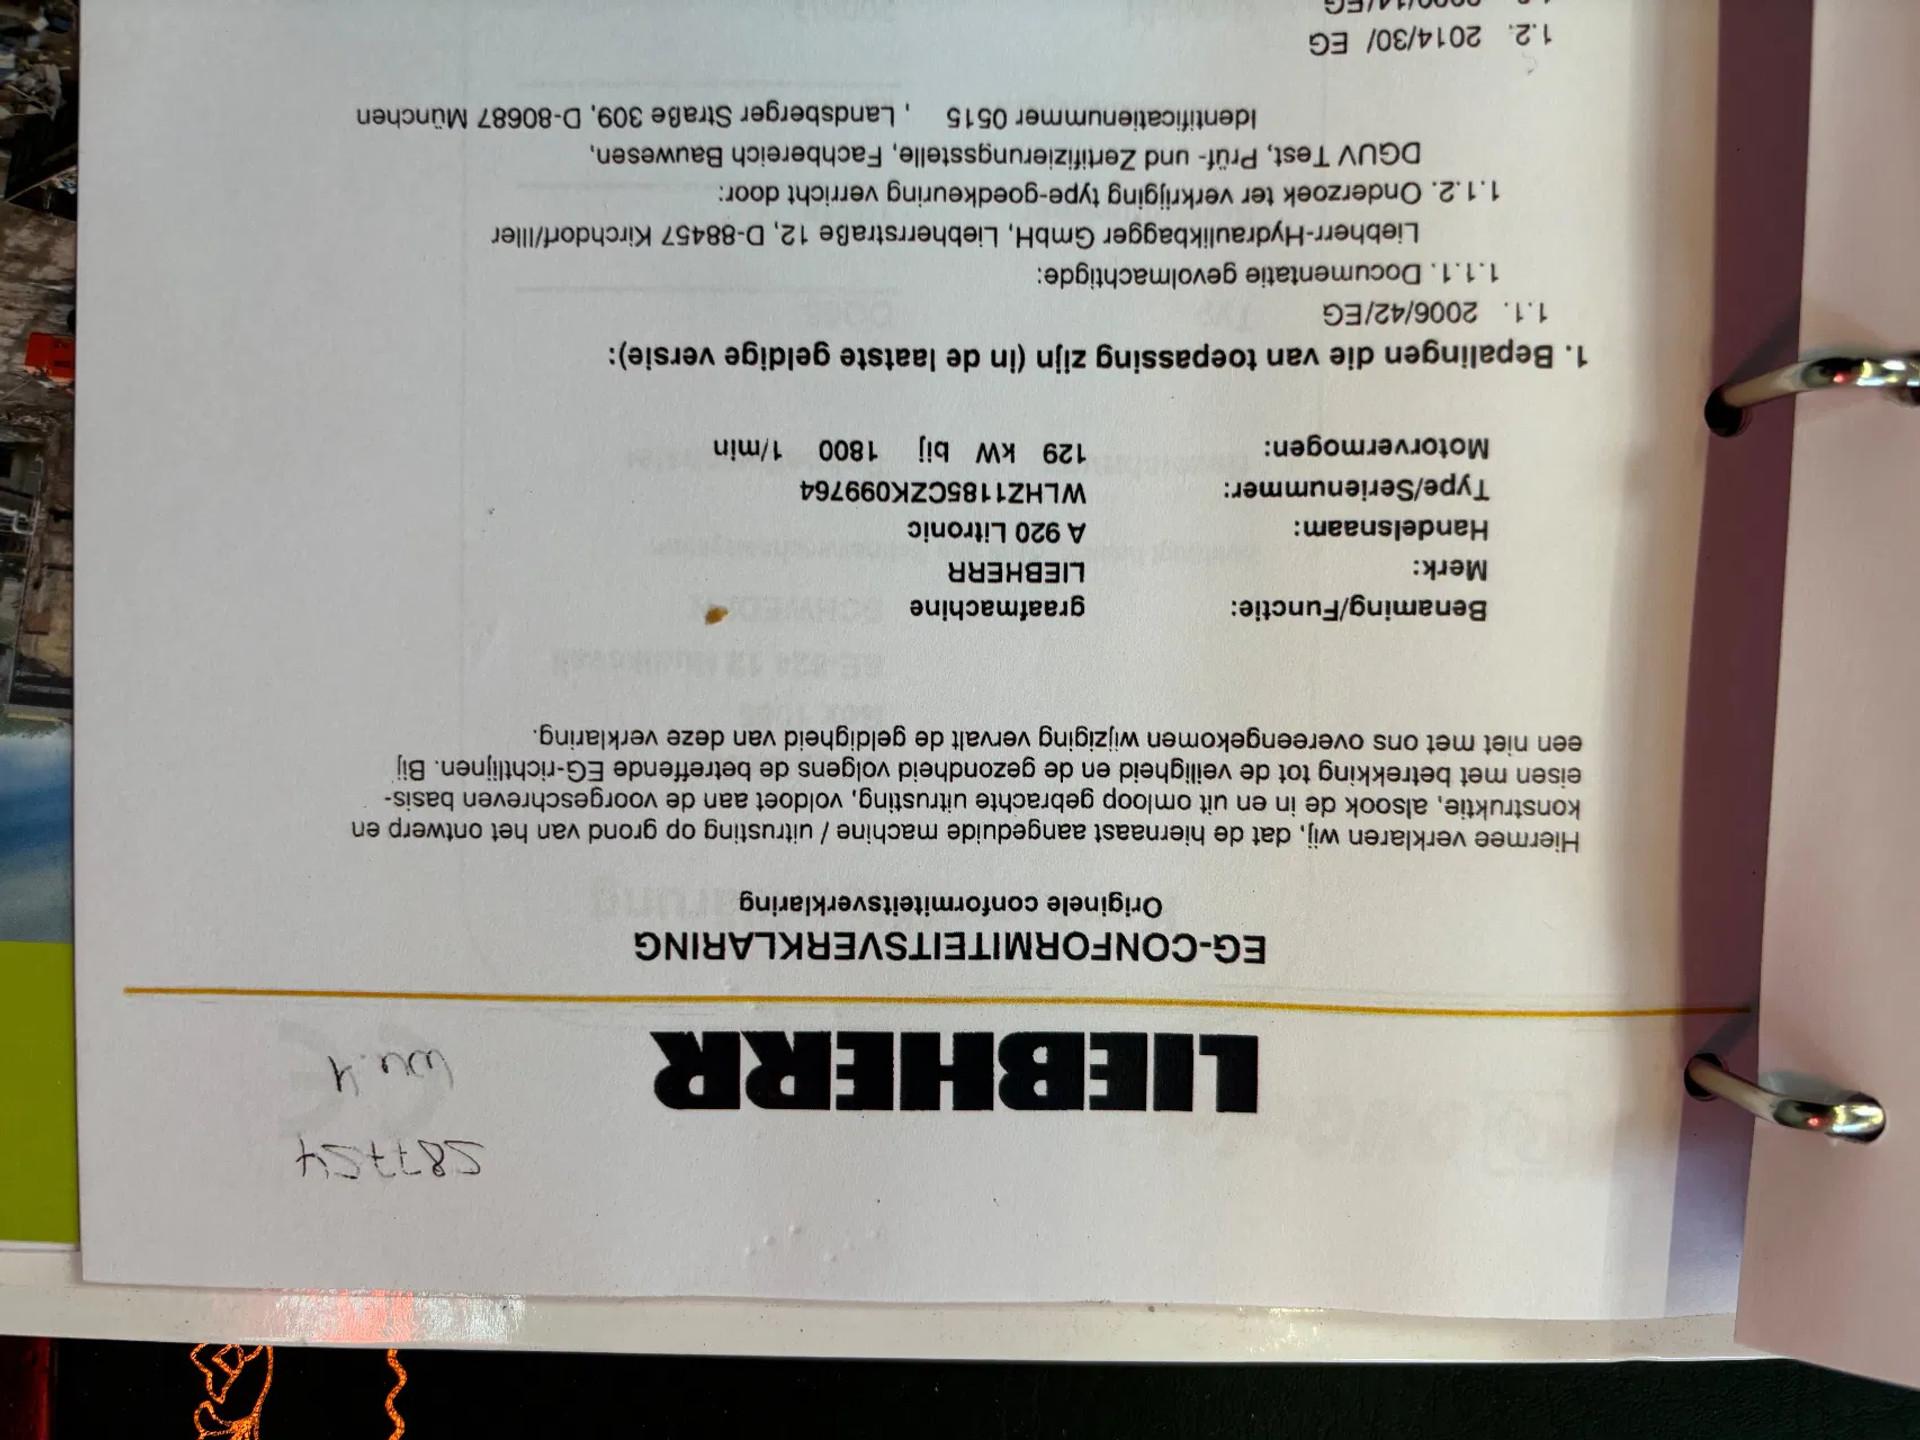 287754
wu.4
LIEBHERR
EG-CONFORMITEITSVERKLARING
Originele conformiteitsverklaring
Hiermee verklaren wij, dat de hiernaast aangeduide machine / uitrusting op grond van het ontwerp en
konstruktie, alsook de in en uit omloop gebrachte uitrusting, voldoet aan de voorgeschreven basis-
eisen met betrekking tot de veiligheid en de gezondheid volgens de betreffende EG-richtlijnen. Bij
een niet met ons overeengekomen wijziging vervalt de geldigheid van deze verklaring.
Benaming/Functie: graafmachine
Merk: LIEBHERR
Handelsnaam: A 920 Litronic
Type/Serienummer: WLHZ1185CZK099764
Motorvermogen: 129 kW bij 1800 1/min
1. Bepalingen die van toepassing zijn (in de laatste geldige versie):
1.1. 2006/42/EG
1.1.1. Documentatie gevolmachtigde:
Liebherr-Hydraulikbagger GmbH, Liebherrstraße 12, D-88457 Kirchdorf/Iller
1.1.2. Onderzoek ter verkrijging type-goedkeuring verricht door:
DGUV Test, Prüf- und Zertifizierungsstelle, Fachbereich Bauwesen,
Identificatienummer 0515 , Landsberger Straße 309, D-80687 München
1.2. 2014/30/ EG